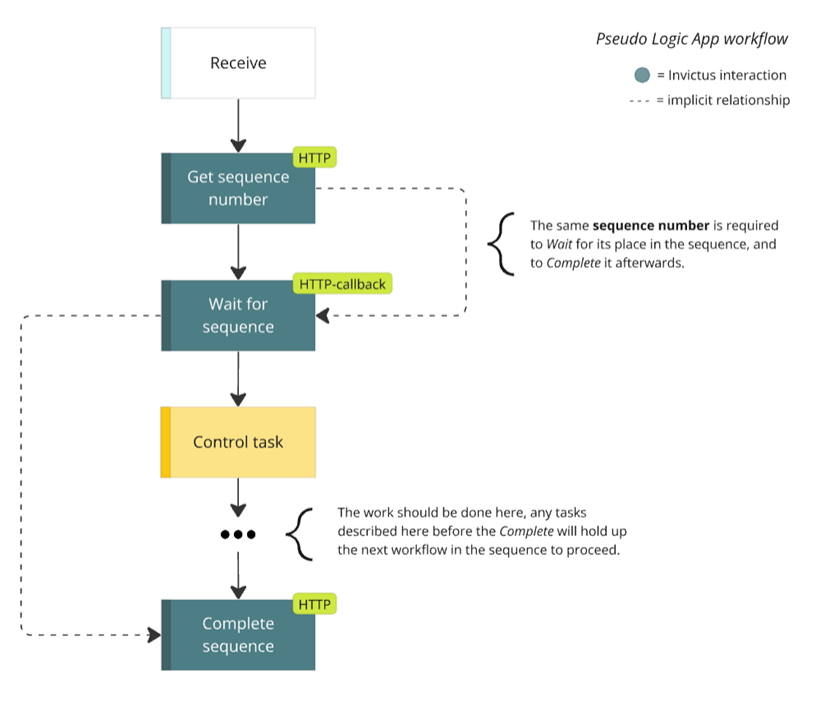 Pseudo Logic App workflow
= Invictus interaction
= implicit relationship
Receive
HTTP
Get sequence
number
The same sequence number is required
to Wait for its place in the sequence, and
to Complete it afterwards.
HTTP-callback
Wait for
sequence
Control task
The work should be done here, any tasks
described here before the Complete will hold up
the next workflow in the sequence to proceed.
HTTP
Complete
sequence